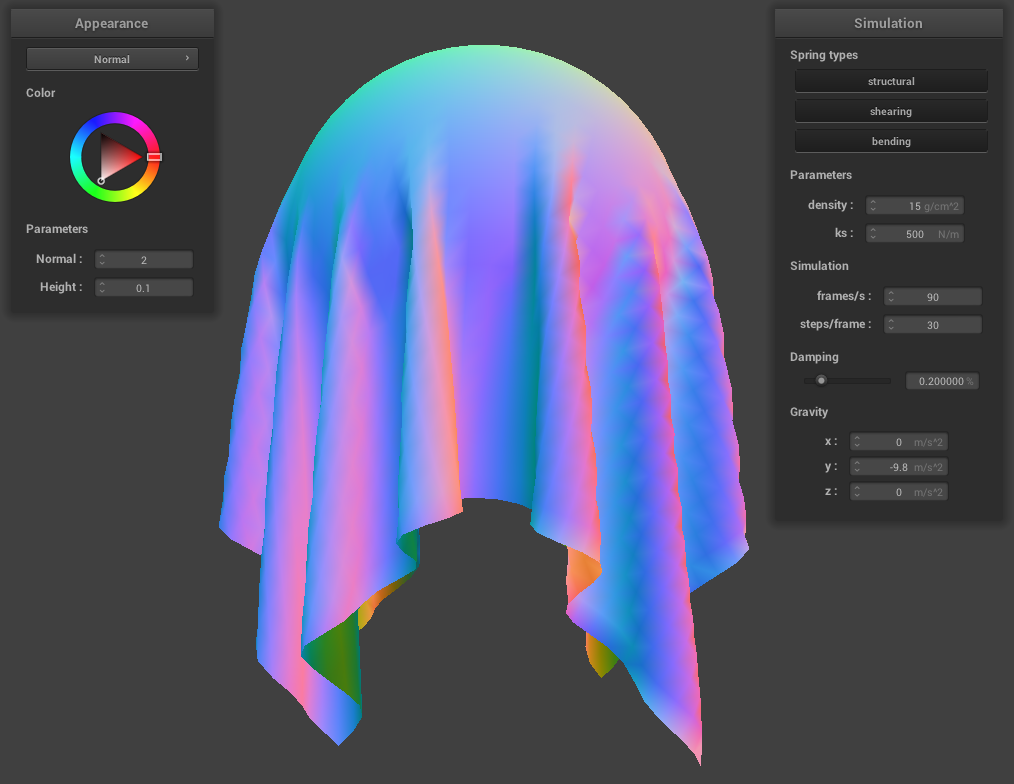 Appearance
Normal
Color
Parameters
Normal : 2
Height : 0.1
Simulation
Spring types
structural
shearing
bending
Parameters
density : 15 g/cm^2
ks : 500 N/m
Simulation
frames/s : 90
steps/frame : 30
Damping
0.200000 %
Gravity
x : 0 m/s^2
y : -9.8 m/s^2
z : 0 m/s^2